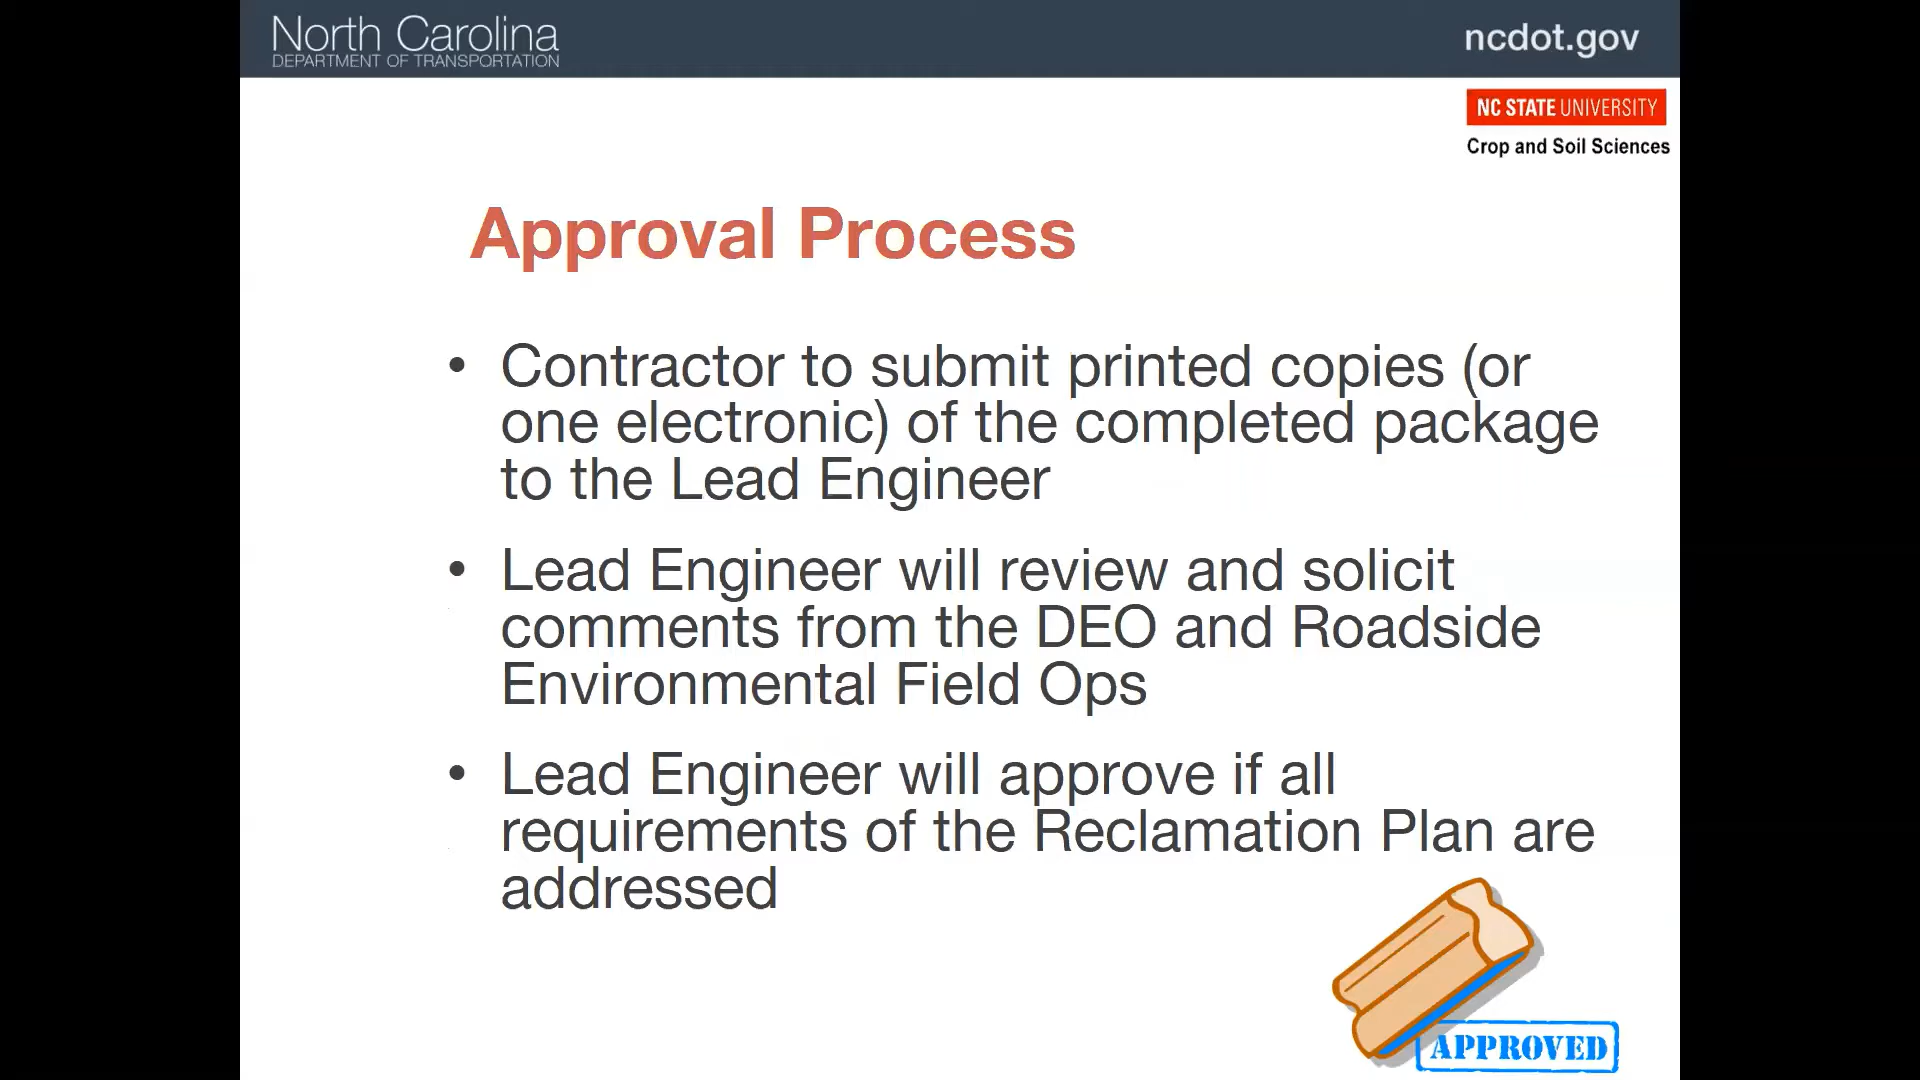 North Carolina
DEPARTMENT OF TRANSPORTATION
ncdot.gov
NC STATE UNIVERSITY
Crop and Soil Sciences
Approval Process
• Contractor to submit printed copies (or
one electronic) of the completed package
to the Lead Engineer
• Lead Engineer will review and solicit
comments from the DEO and Roadside
Environmental Field Ops
• Lead Engineer will approve if all
requirements of the Reclamation Plan are
addressed
APPROVED